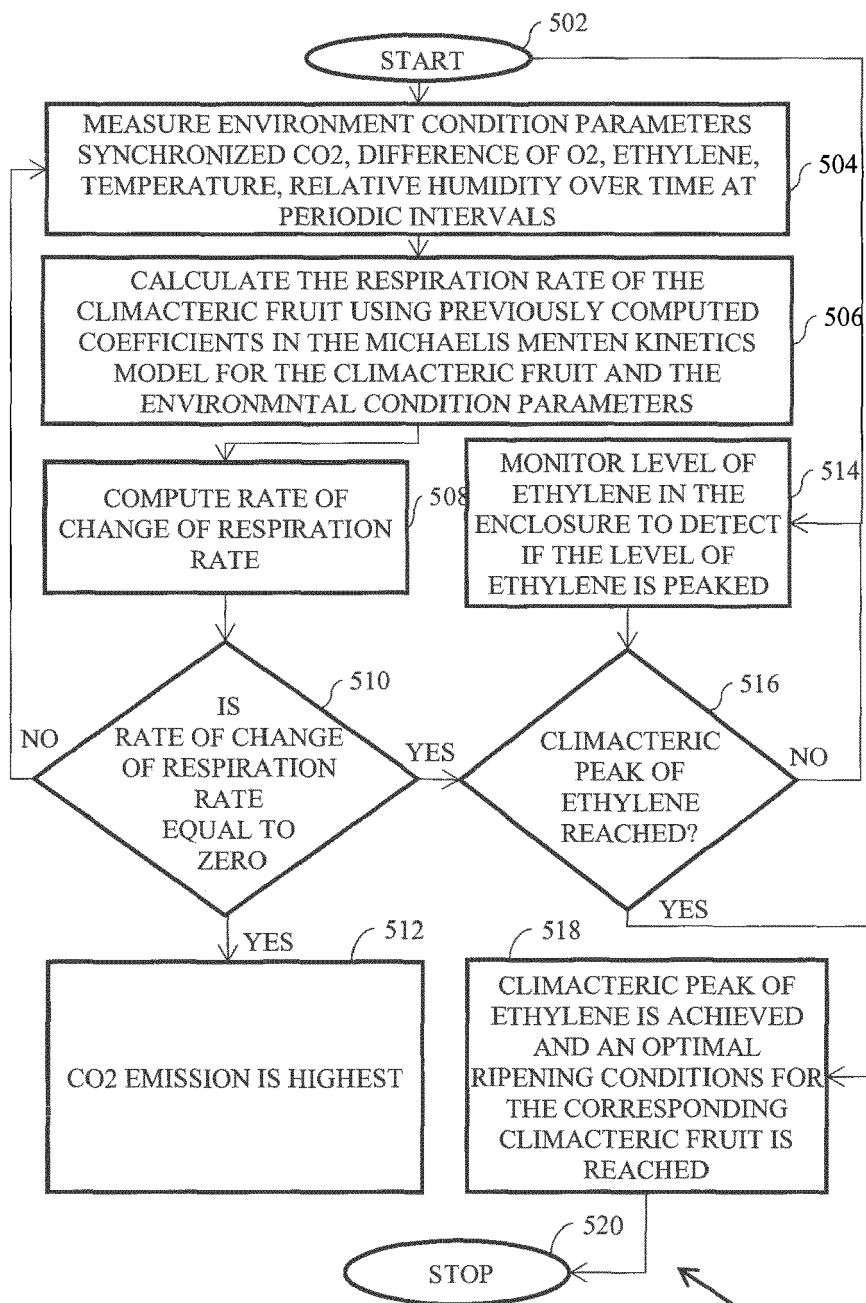 502
START
MEASURE ENVIRONMENT CONDITION PARAMETERS
SYNCHRONIZED CO2, DIFFERENCE OF O2, ETHYLENE,
TEMPERATURE, RELATIVE HUMIDITY OVER TIME AT
PERIODIC INTERVALS
504
CALCULATE THE RESPIRATION RATE OF THE
CLIMACTERIC FRUIT USING PREVIOUSLY COMPUTED
COEFFICIENTS IN THE MICHAELIS MENTEN KINETICS
MODEL FOR THE CLIMACTERIC FRUIT AND THE
ENVIRONMNTAL CONDITION PARAMETERS
506
COMPUTE RATE OF
CHANGE OF RESPIRATION
RATE
508
MONITOR LEVEL OF
ETHYLENE IN THE
ENCLOSURE TO DETECT
IF THE LEVEL OF
ETHYLENE IS PEAKED
514
510
IS
RATE OF CHANGE
OF RESPIRATION
RATE
EQUAL TO
ZERO
NO
YES
YES
516
CLIMACTERIC
PEAK OF
ETHYLENE
REACHED?
NO
YES
512
CO2 EMISSION IS HIGHEST
518
CLIMACTERIC PEAK OF
ETHYLENE IS ACHIEVED
AND AN OPTIMAL
RIPENING CONDITIONS FOR
THE CORRESPONDING
CLIMACTERIC FRUIT IS
REACHED
520
STOP